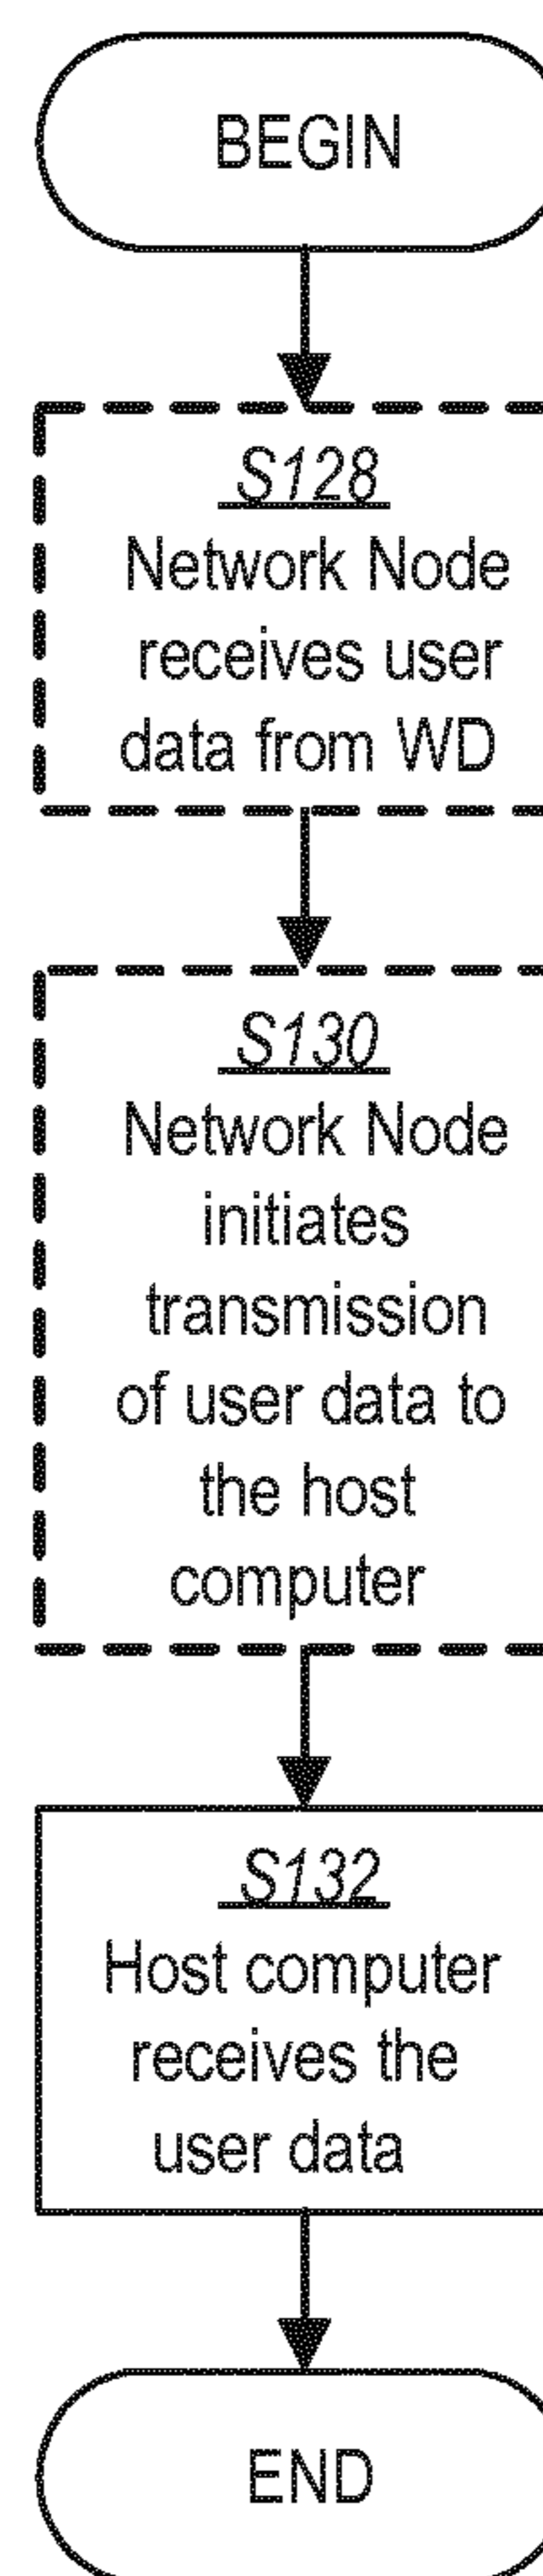 BEGIN
S128
Network Node
receives user
data from WD
S130
Network Node
initiates
transmission
of user data to
the host
computer
S132
Host computer
receives the
user data
END